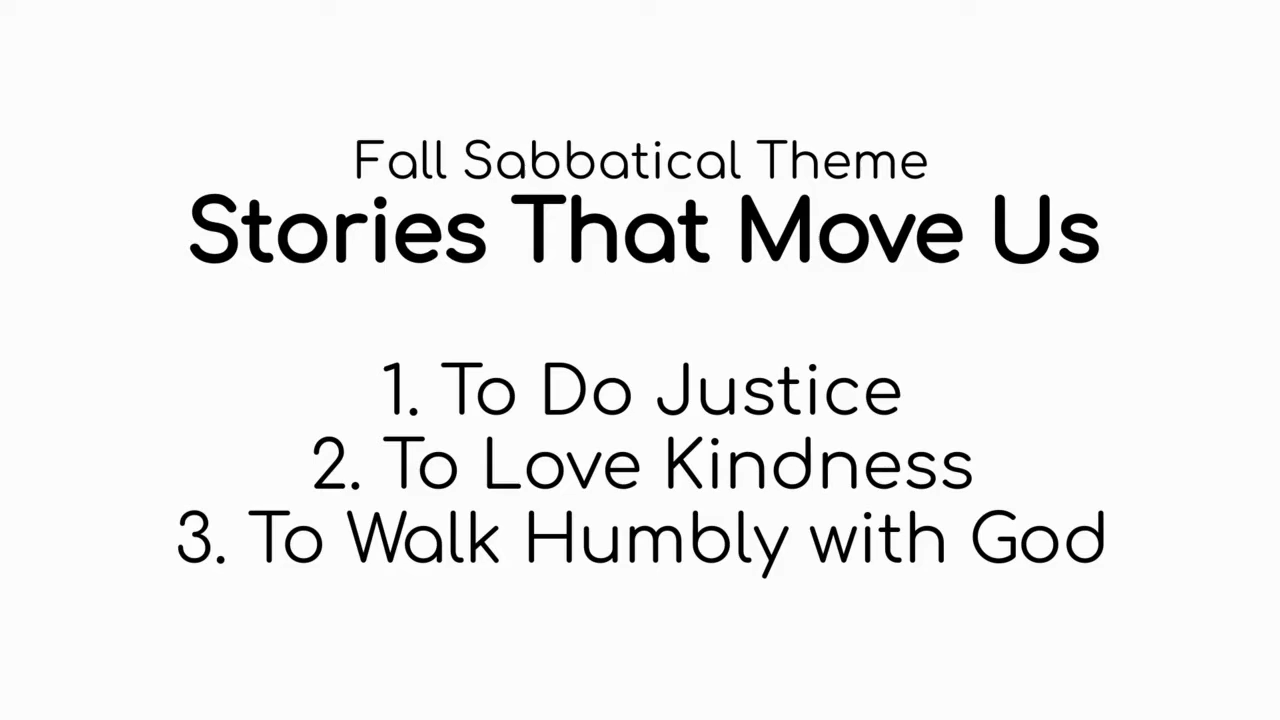 Fall Sabbatical Theme
Stories That Move Us
1. To Do Justice
2. To Love Kindness
3. To Walk Humbly with God